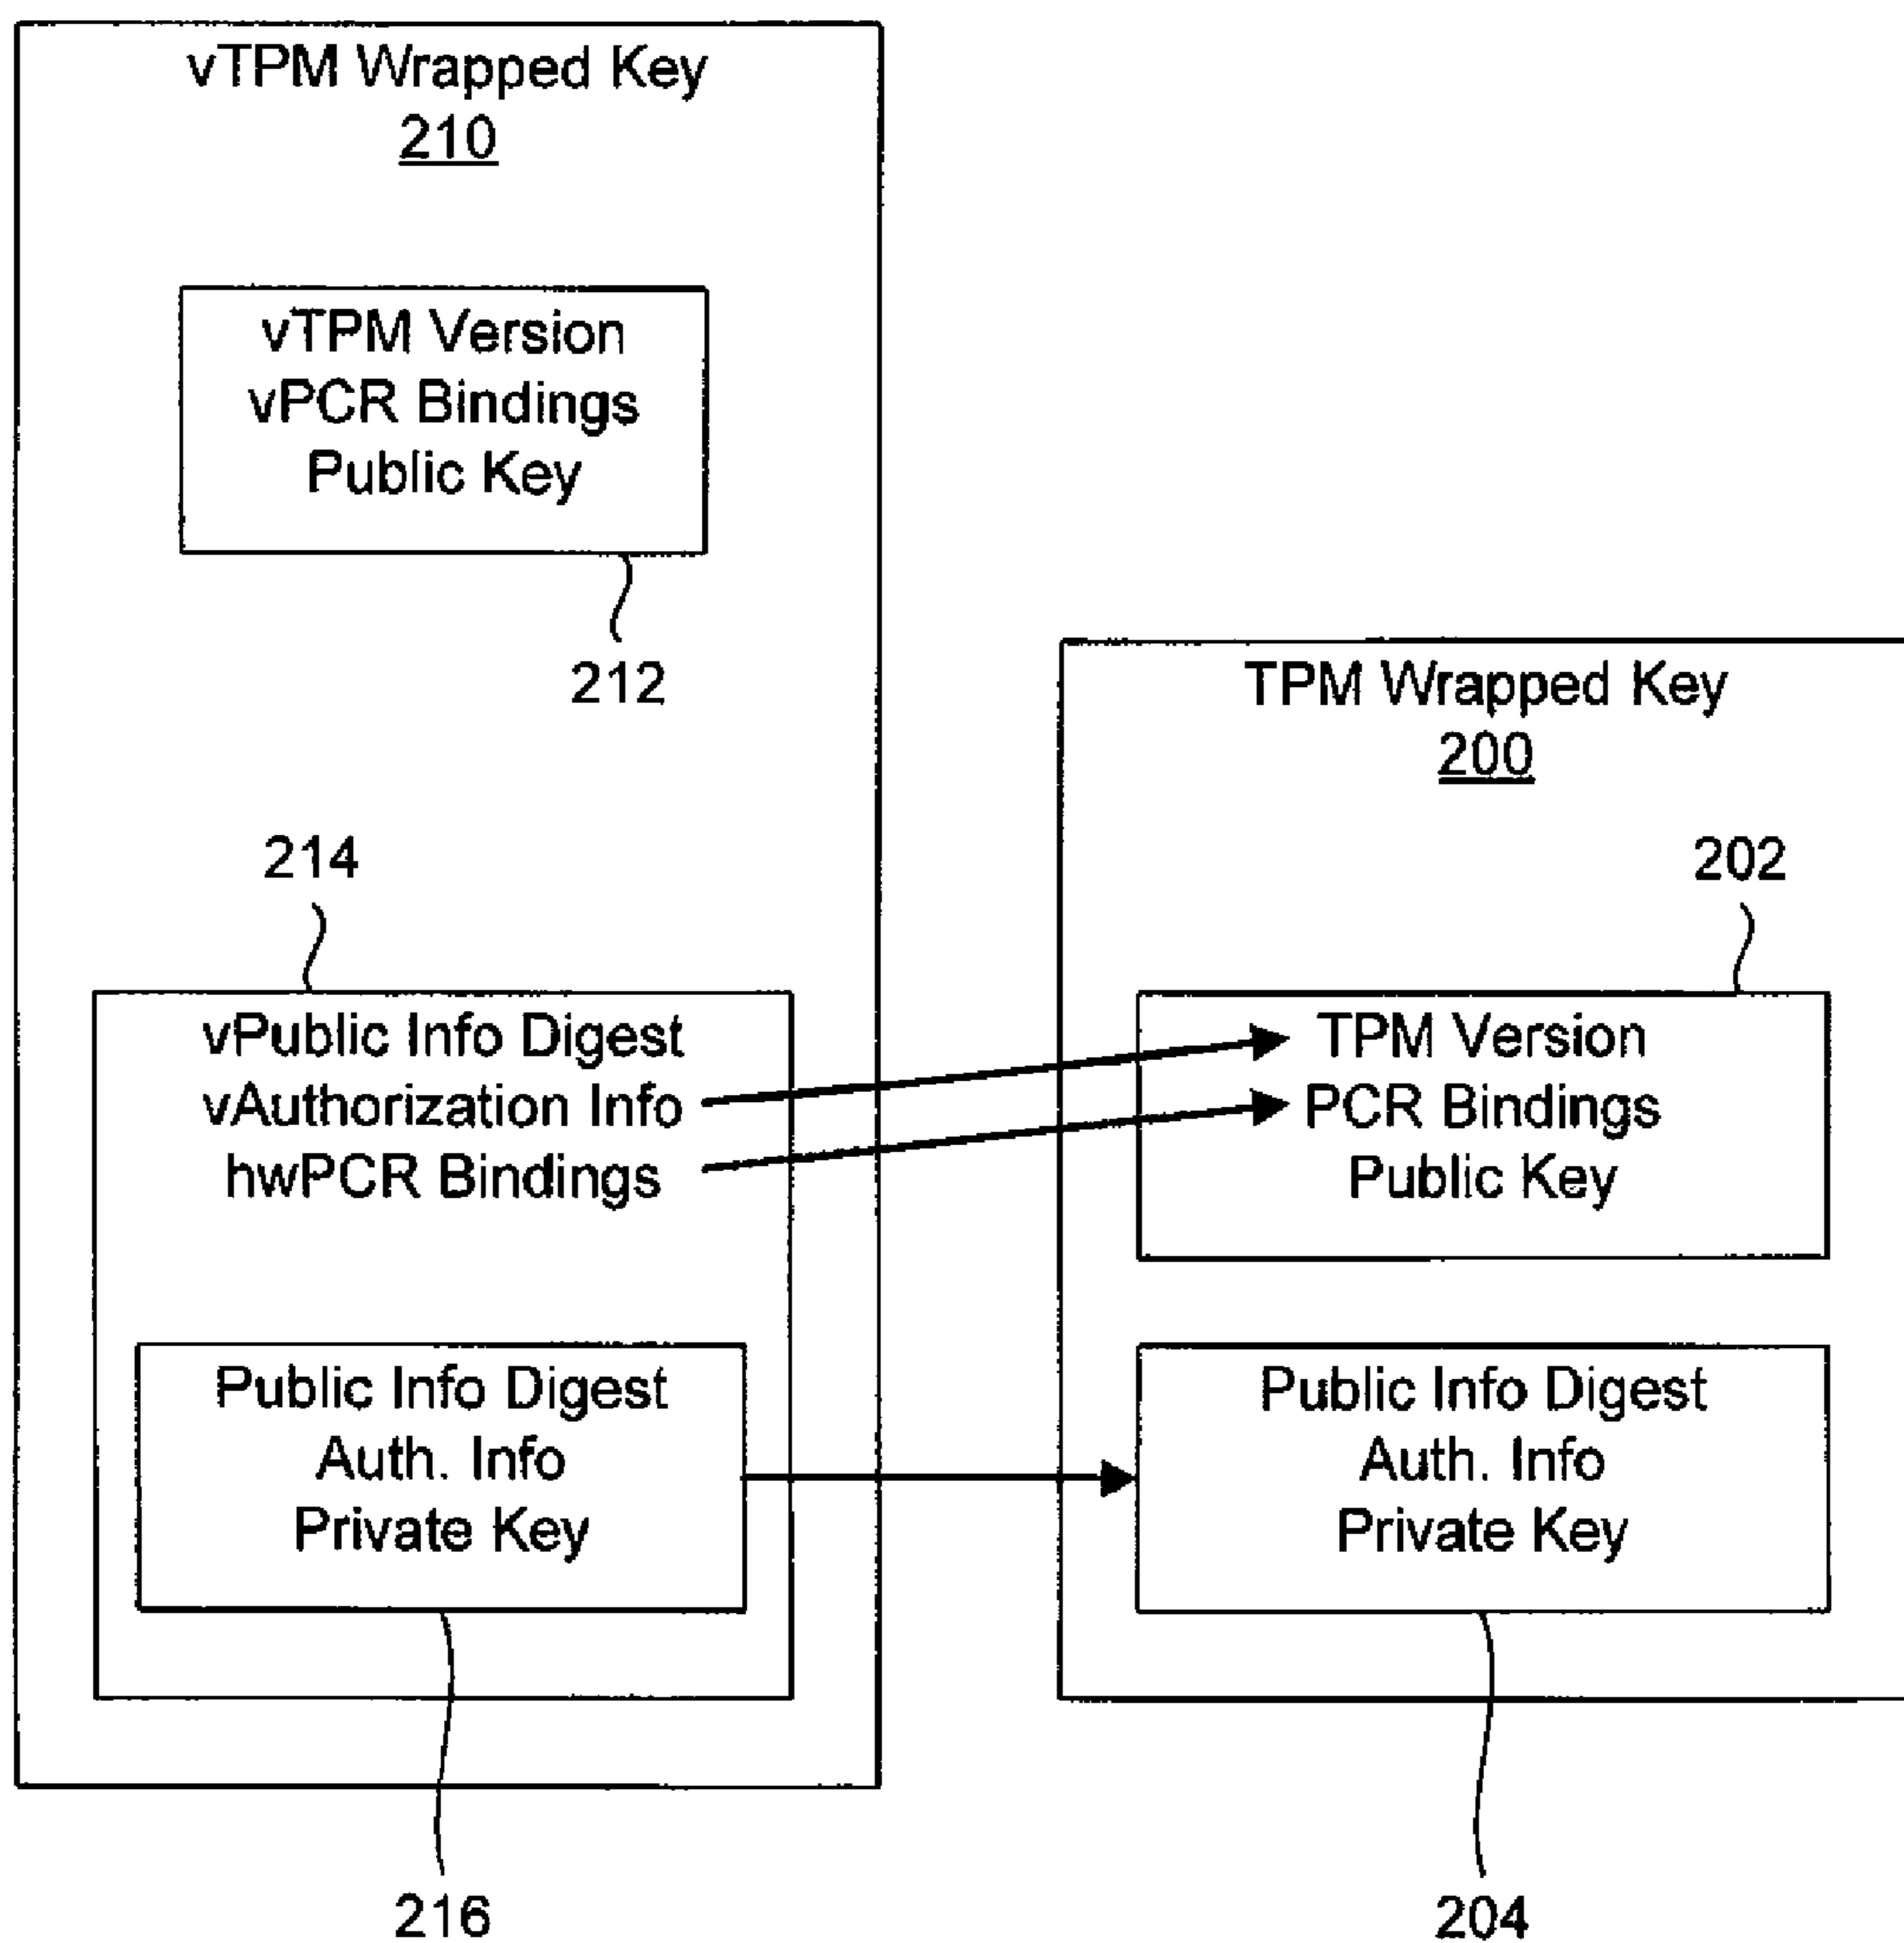 vTPM Wrapped Key
210
vTPM Version
vPCR Bindings
Public Key
212
214
vPublic Info Digest
vAuthorization Info
hwPCR Bindings
Public Info Digest
Auth. Info
Private Key
216
TPM Wrapped Key
200
202
TPM Version
PCR Bindings
Public Key
Public Info Digest
Auth. Info
Private Key
204